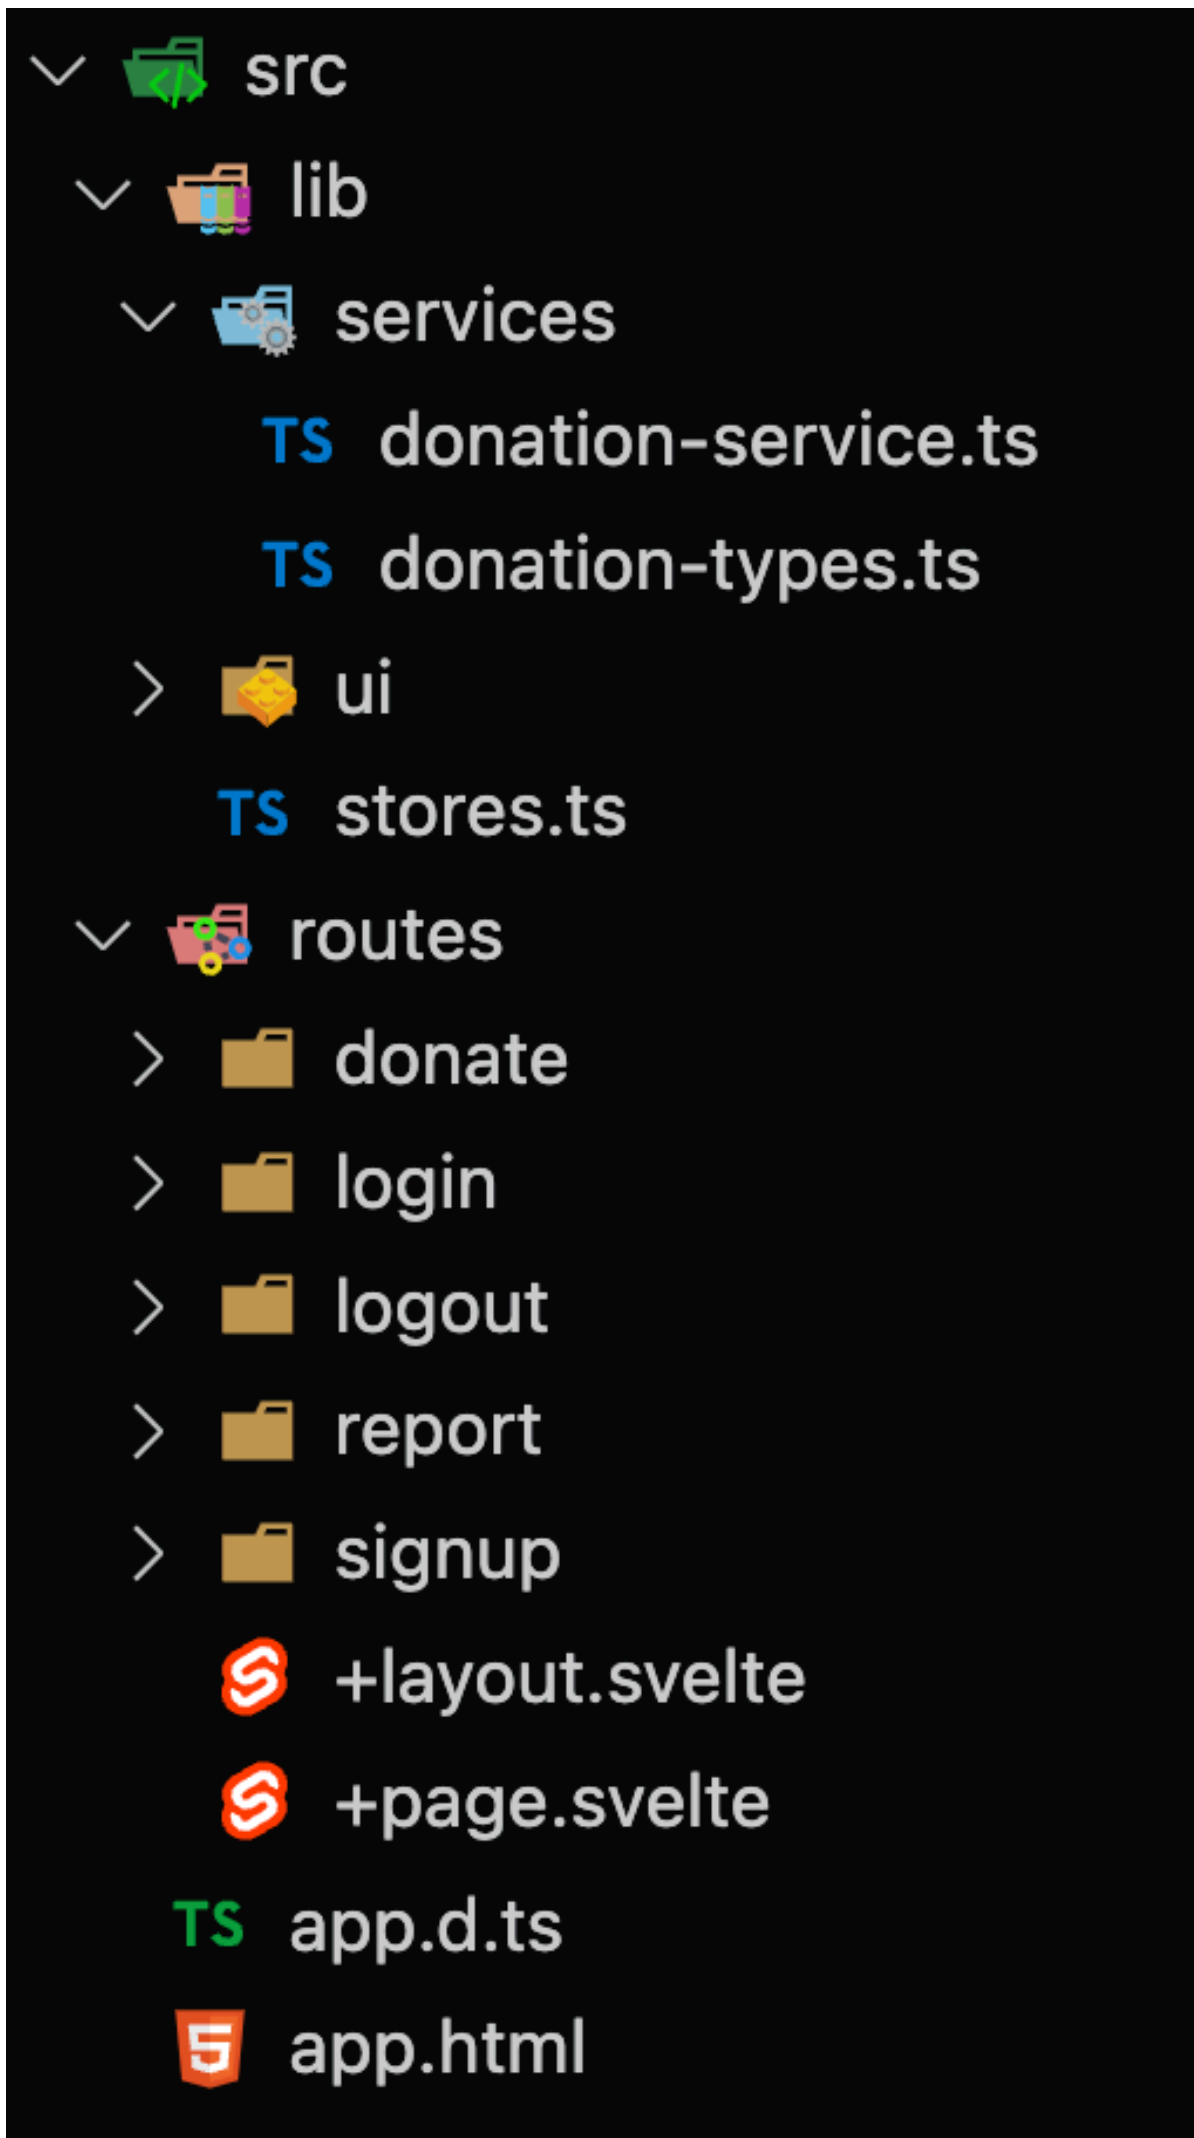 src
lib
services
TS donation-service.ts
TS donation-types.ts
ui
TS stores.ts
routes
donate
login
logout
report
signup
+layout.svelte
+page.svelte
TS app.d.ts
5 app.html